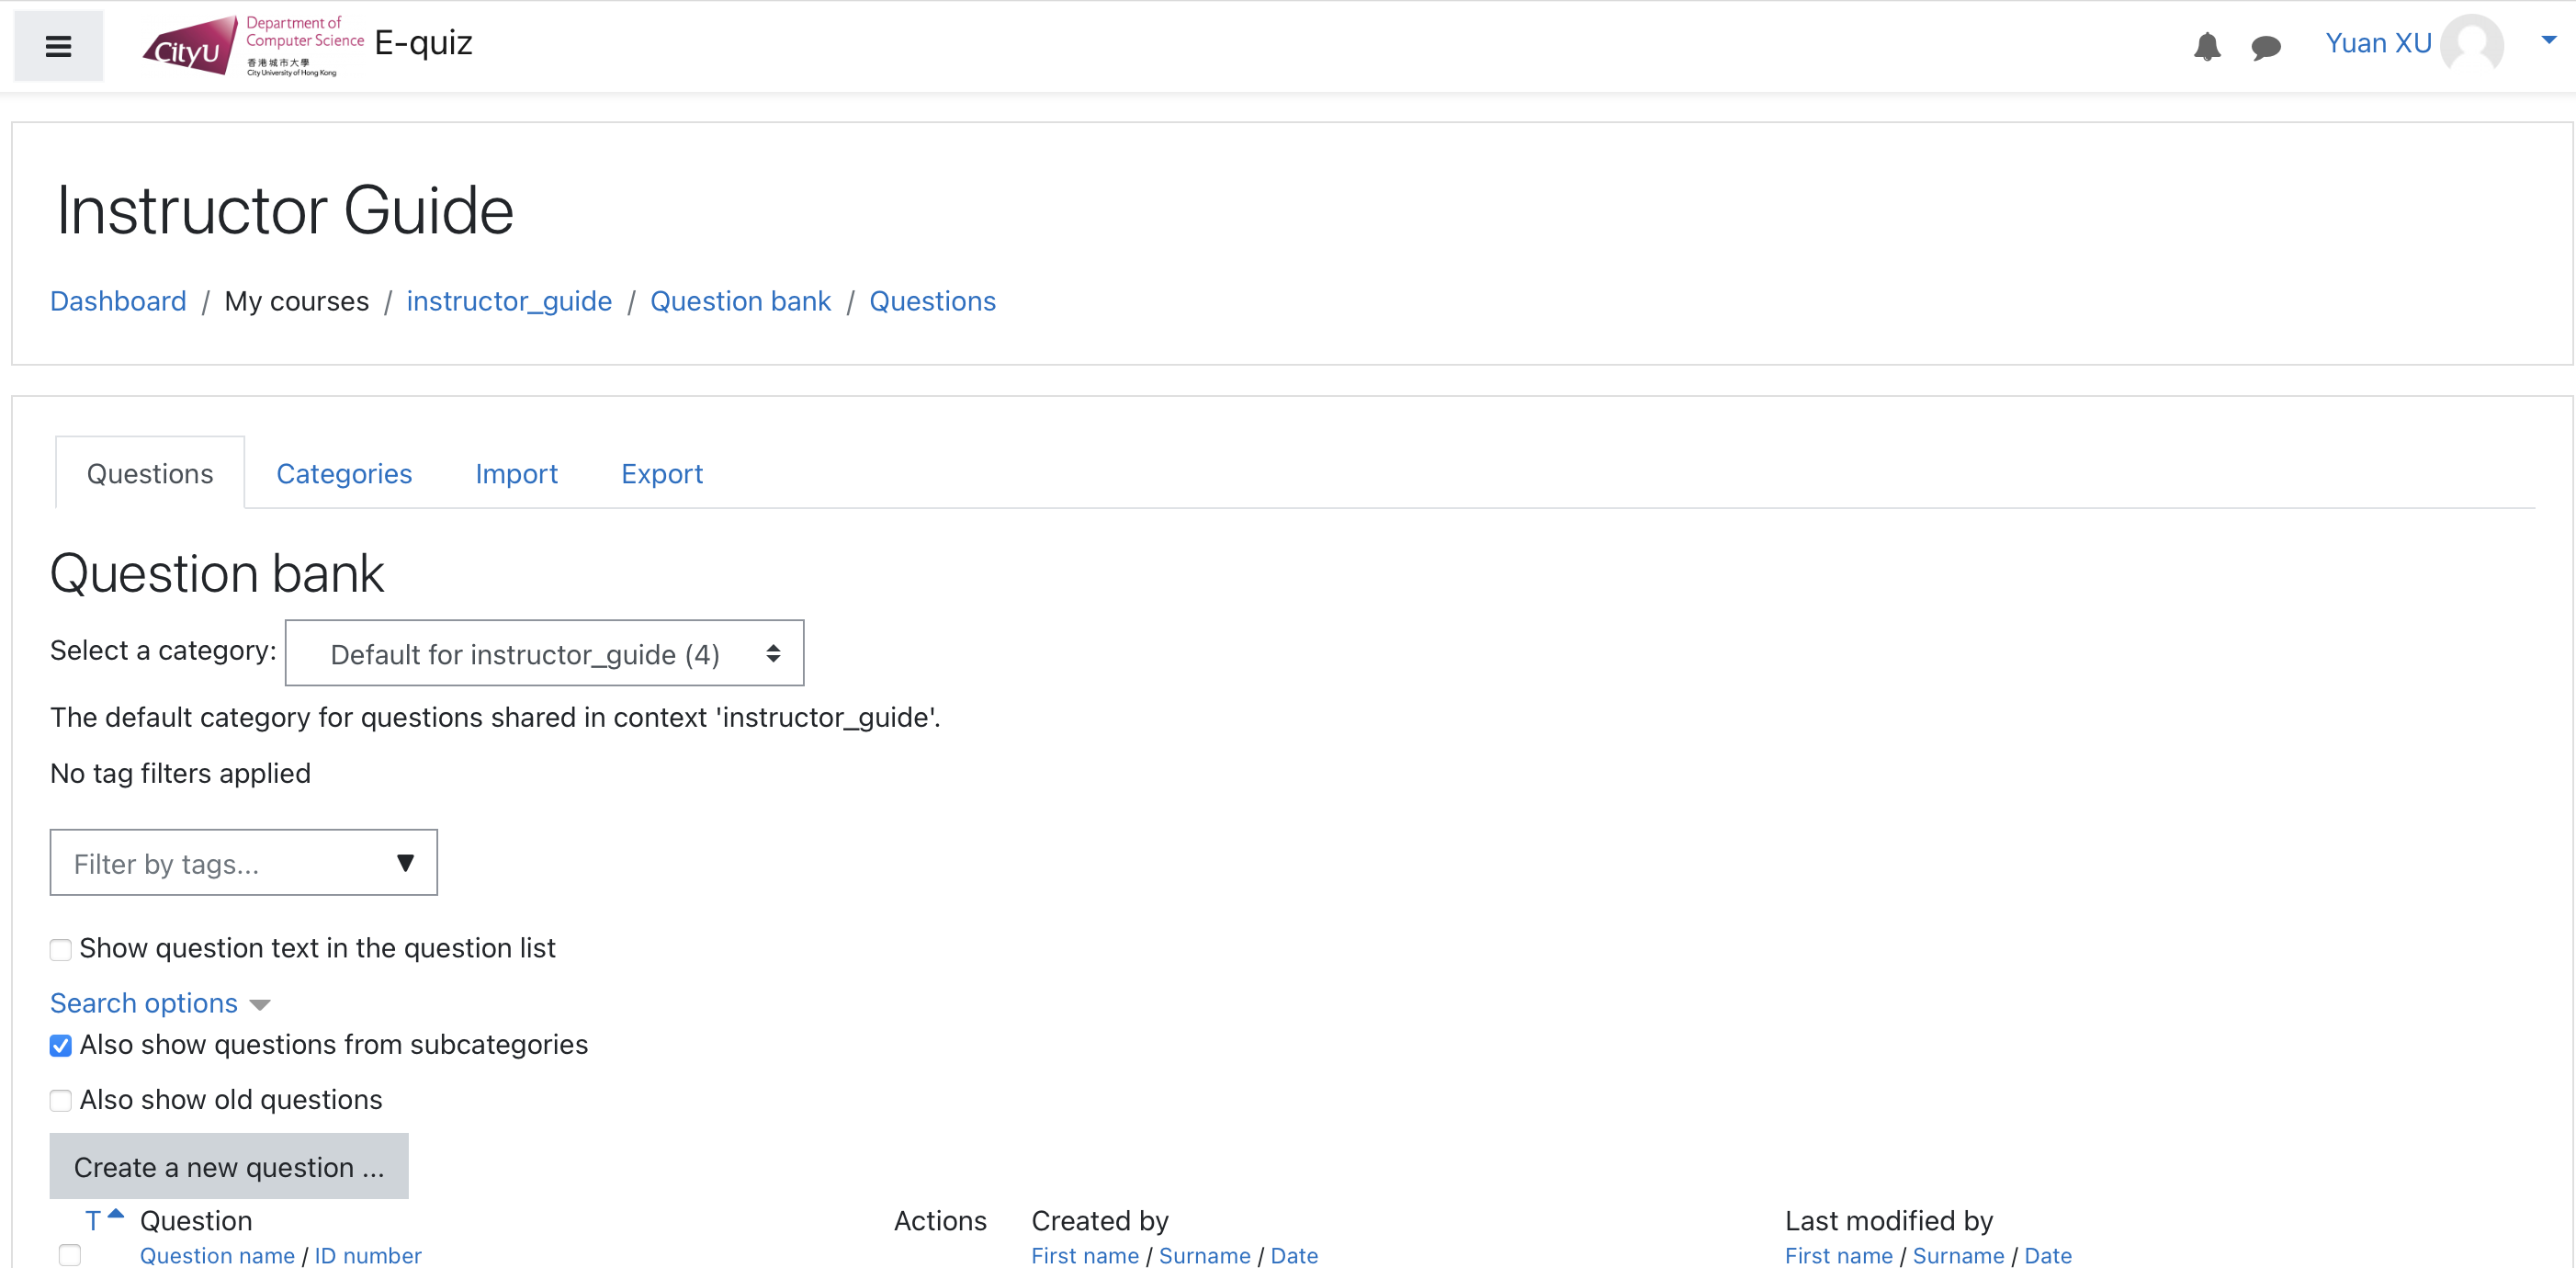 CityU
Department of
Computer Science
香港城市大學
City University of Hong Kong
E-quiz
Yuan XU
Instructor Guide
Dashboard / My courses / instructor_guide / Question bank / Questions
Questions Categories Import Export
Question bank
Select a category: Default for instructor_guide (4)
The default category for questions shared in context 'instructor_guide'.
No tag filters applied
Filter by tags...
Show question text in the question list
Search options
Also show questions from subcategories
Also show old questions
Create a new question ...
T Question Actions Created by Last modified by
Question name / ID number First name / Surname / Date First name / Surname / Date